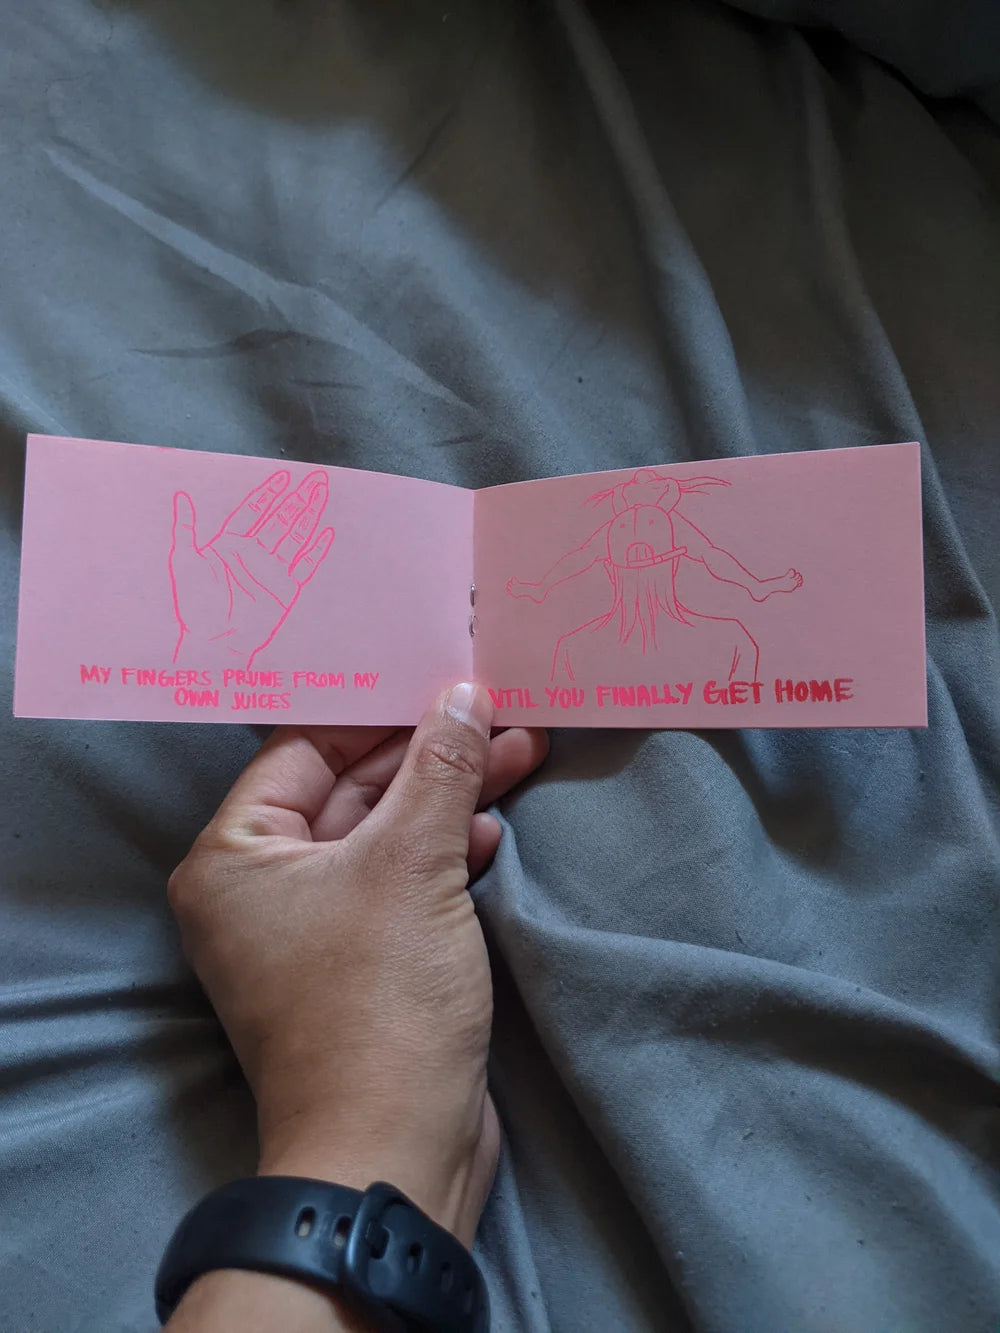 MY FINGERS PRUNE FROM MY
OWN JUICES
NTIL YOU FINALLY GET HOME